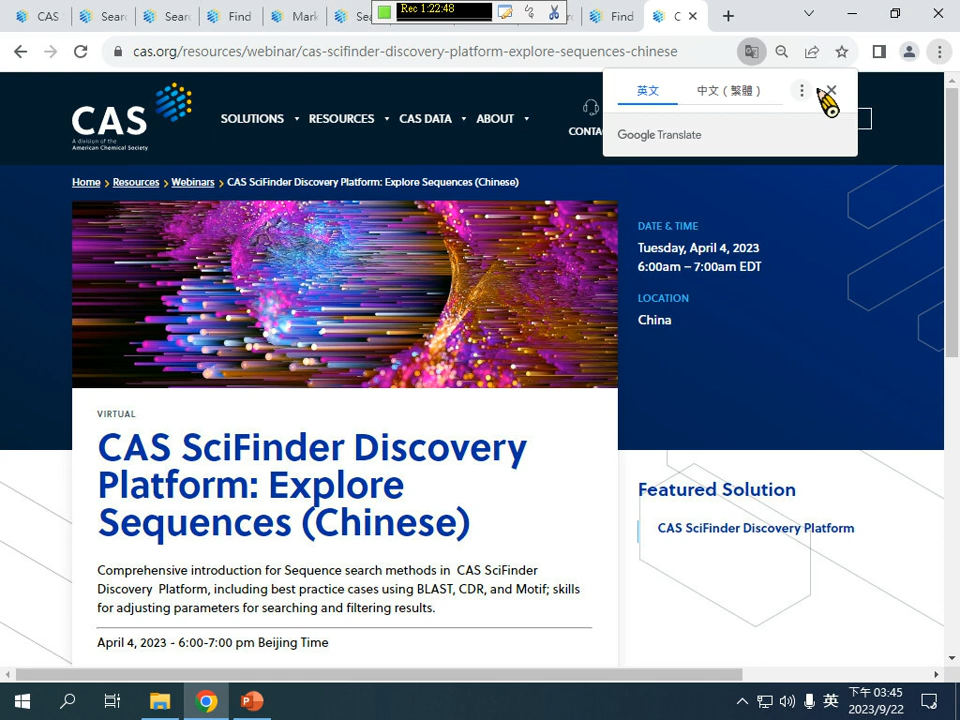 CAS
Sear
Sear
Find
Mark
Se
Rec 1:22:48
Find
C
cas.org/resources/webinar/cas-scifinder-discovery-platform-explore-sequences-chinese
英文
中文（繁體）
Google Translate
CAS
A division of the
American Chemical Society
SOLUTIONS
RESOURCES
CAS DATA
ABOUT
CONTA
Home
Resources
Webinars
CAS SciFinder Discovery Platform: Explore Sequences (Chinese)
DATE & TIME
Tuesday, April 4, 2023
6:00am – 7:00am EDT
LOCATION
China
VIRTUAL
CAS SciFinder Discovery
Platform: Explore
Sequences (Chinese)
Comprehensive introduction for Sequence search methods in CAS SciFinder
Discovery Platform, including best practice cases using BLAST, CDR, and Motif; skills
for adjusting parameters for searching and filtering results.
April 4, 2023 - 6:00-7:00 pm Beijing Time
Featured Solution
CAS SciFinder Discovery Platform
英
下午 03:45
2023/9/22